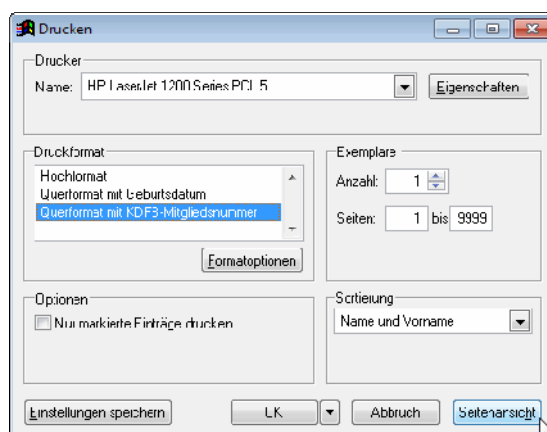 Drucken
Drucker
Name: HP LaserJet 1200 Series PCL 5 Eigenschaften
Druckformat
Hochformat
Querformat mit Geburtsdatum
Querformat mit KDFB-Mitgliedsnummer
Formatoptionen
Exemplare
Anzahl: 1
Seiten: 1 bis 9999
Optionen
Nur markierte Einträge drucken
Sortierung
Name und Vorname
Einstellungen speichern OK Abbruch Seitenansicht